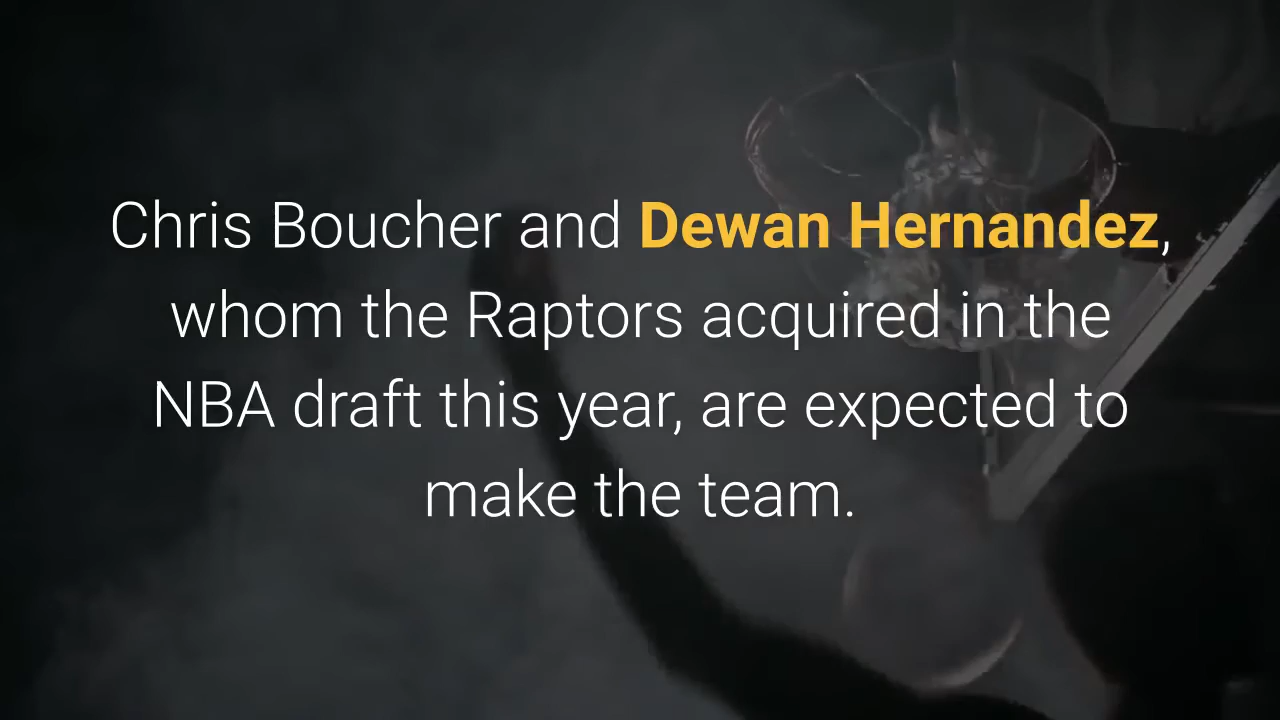 Chris Boucher and Dewan Hernandez,
whom the Raptors acquired in the
NBA draft this year, are expected to
make the team.